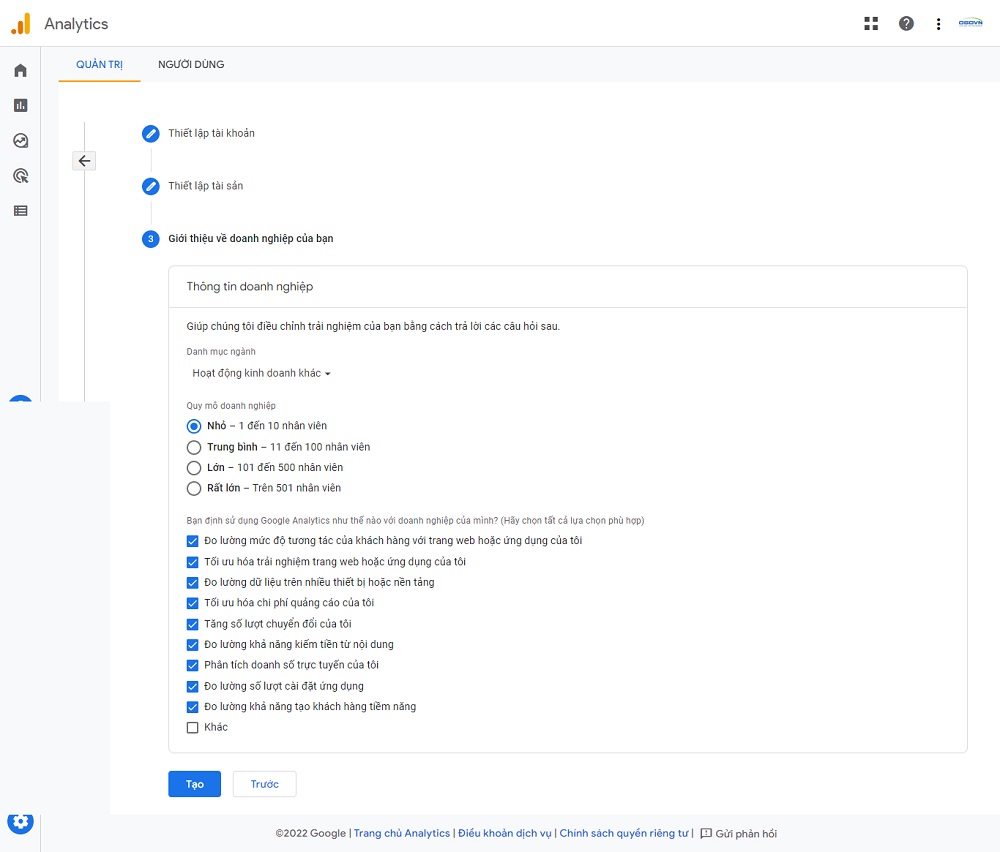 Analytics
OGOVN
QUẢN TRỊ NGƯỜI DÙNG
Thiết lập tài khoản
Thiết lập tài sản
3 Giới thiệu về doanh nghiệp của bạn
Thông tin doanh nghiệp
Giúp chúng tôi điều chỉnh trải nghiệm của bạn bằng cách trả lời các câu hỏi sau.
Danh mục ngành
Hoạt động kinh doanh khác
Quy mô doanh nghiệp
Nhỏ – 1 đến 10 nhân viên
Trung bình – 11 đến 100 nhân viên
Lớn – 101 đến 500 nhân viên
Rất lớn – Trên 501 nhân viên
Bạn định sử dụng Google Analytics như thế nào với doanh nghiệp của mình? (Hãy chọn tất cả lựa chọn phù hợp)
Đo lường mức độ tương tác của khách hàng với trang web hoặc ứng dụng của tôi
Tối ưu hóa trải nghiệm trang web hoặc ứng dụng của tôi
Đo lường dữ liệu trên nhiều thiết bị hoặc nền tảng
Tối ưu hóa chi phí quảng cáo của tôi
Tăng số lượt chuyển đổi của tôi
Đo lường khả năng kiếm tiền từ nội dung
Phân tích doanh số trực tuyến của tôi
Đo lường số lượt cài đặt ứng dụng
Đo lường khả năng tạo khách hàng tiềm năng
Khác
Tạo Trước
©2022 Google | Trang chủ Analytics | Điều khoản dịch vụ | Chính sách quyền riêng tư | Gửi phản hồi